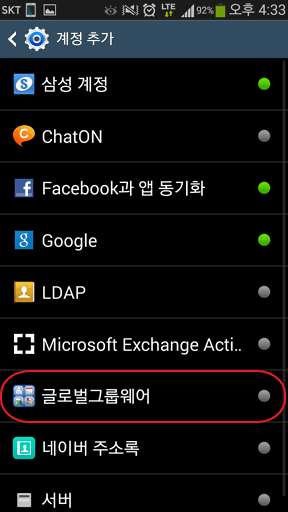 SKT LTE 92% 오후 4:33
계정 추가
삼성 계정
ChatON
Facebook과 앱 동기화
Google
LDAP
Microsoft Exchange Acti..
글로벌그룹웨어
네이버 주소록
서버